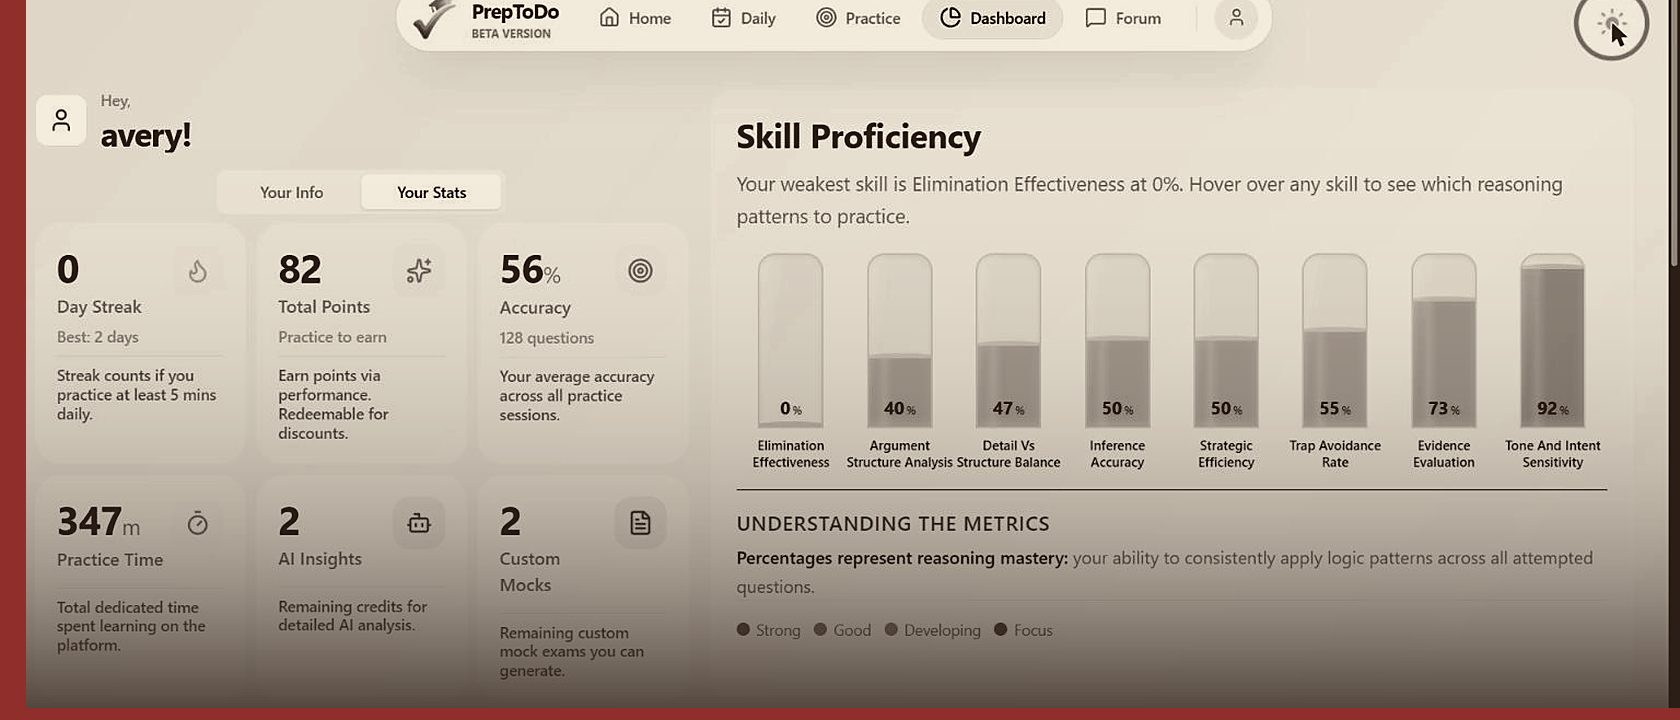 PrepToDo
BETA VERSION
Home
Daily
Practice
Dashboard
Forum
Hey,
avery!
Your Info
Your Stats
0
Day Streak
Best: 2 days
Streak counts if you
practice at least 5 mins
daily.
82
Total Points
Practice to earn
Earn points via
performance.
Redeemable for
discounts.
56%
Accuracy
128 questions
Your average accuracy
across all practice
sessions.
347m
Practice Time
Total dedicated time
spent learning on the
platform.
2
AI Insights
Remaining credits for
detailed AI analysis.
2
Custom
Mocks
Remaining custom
mock exams you can
generate.
Skill Proficiency
Your weakest skill is Elimination Effectiveness at 0%. Hover over any skill to see which reasoning
patterns to practice.
0%
Elimination
Effectiveness
40%
Argument
Structure Analysis
47%
Detail Vs
Structure Balance
50%
Inference
Accuracy
50%
Strategic
Efficiency
55%
Trap Avoidance
Rate
73%
Evidence
Evaluation
92%
Tone And Intent
Sensitivity
UNDERSTANDING THE METRICS
Percentages represent reasoning mastery: your ability to consistently apply logic patterns across all attempted
questions.
Strong
Good
Developing
Focus